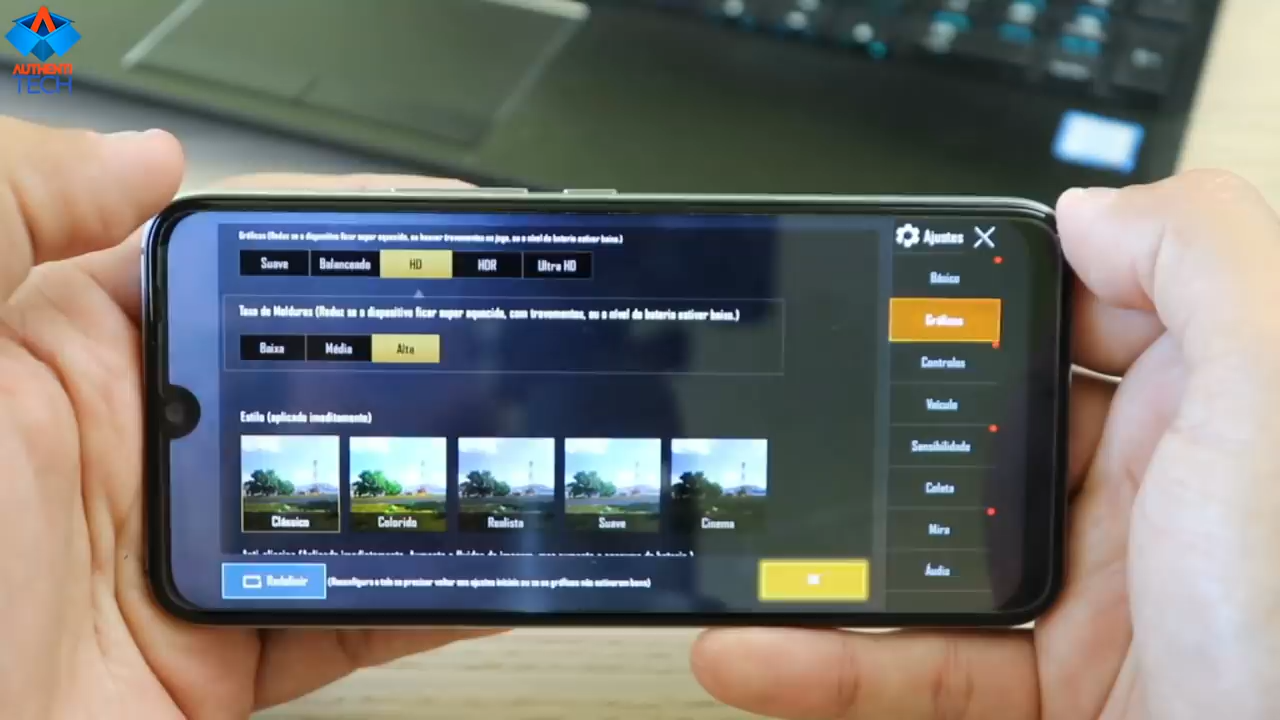 AUTHENTI
TECH
Gráficos (Reduz se o dispositivo ficar super aquecido, ou houver travamentos no jogo, ou o nível de bateria estiver baixo.)
Suave Balanceado HD HDR Ultra HD
Taxa de Molduras (Reduz se o dispositivo ficar super aquecido, com travamentos, ou o nível de bateria estiver baixo.)
Baixa Média Alta
Estilo (aplicado imediatamente)
Clássico Colorido Realista Suave Cinema
Redefinir
OK
Ajustes
Básico
Gráficos
Controles
Veículo
Sensibilidade
Coleta
Mira
Áudio